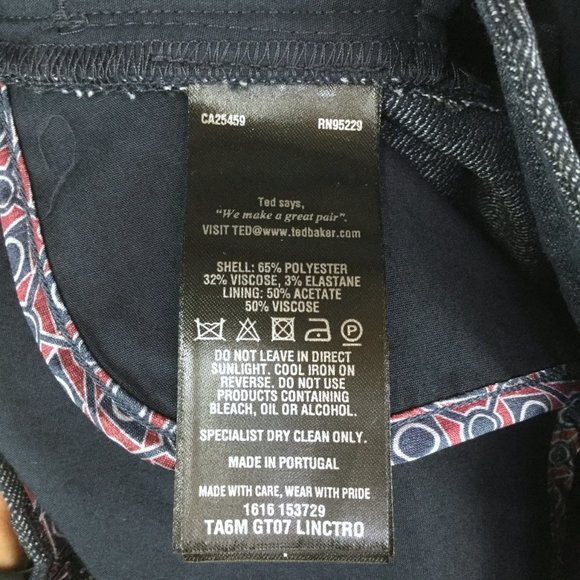 CA25459 RN95229
Ted says,
"We make a great pair".
VISIT TED@www.tedbaker.com
SHELL: 65% POLYESTER
32% VISCOSE, 3% ELASTANE
LINING: 50% ACETATE
50% VISCOSE
P
DO NOT LEAVE IN DIRECT
SUNLIGHT. COOL IRON ON
REVERSE. DO NOT USE
PRODUCTS CONTAINING
BLEACH, OIL OR ALCOHOL.
SPECIALIST DRY CLEAN ONLY.
MADE IN PORTUGAL
MADE WITH CARE, WEAR WITH PRIDE
1616 153729
TA6M GT07 LINCTRO